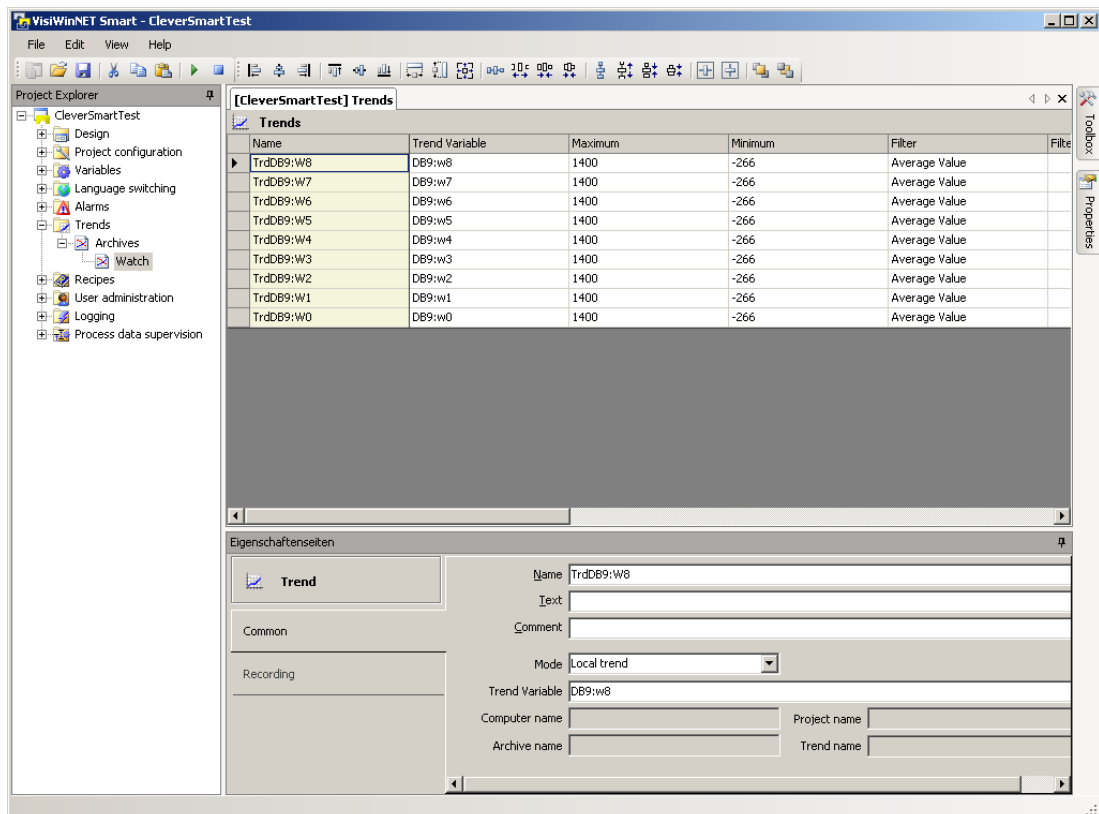 VisiWinNET Smart - CleverSmartTest
File Edit View Help
Project Explorer
CleverSmartTest
Design
Project configuration
Variables
Language switching
Alarms
Trends
Archives
Watch
Recipes
User administration
Logging
Process data supervision
[CleverSmartTest] Trends
Trends
Name Trend Variable Maximum Minimum Filter Filte
TrdDB9:W8 DB9:w8 1400 -266 Average Value
TrdDB9:W7 DB9:w7 1400 -266 Average Value
TrdDB9:W6 DB9:w6 1400 -266 Average Value
TrdDB9:W5 DB9:w5 1400 -266 Average Value
TrdDB9:W4 DB9:w4 1400 -266 Average Value
TrdDB9:W3 DB9:w3 1400 -266 Average Value
TrdDB9:W2 DB9:w2 1400 -266 Average Value
TrdDB9:W1 DB9:w1 1400 -266 Average Value
TrdDB9:W0 DB9:w0 1400 -266 Average Value
Toolbox
Properties
Eigenschaftenseiten
Trend
Common
Recording
Name TrdDB9:W8
Text
Comment
Mode Local trend
Trend Variable DB9:w8
Computer name Project name
Archive name Trend name